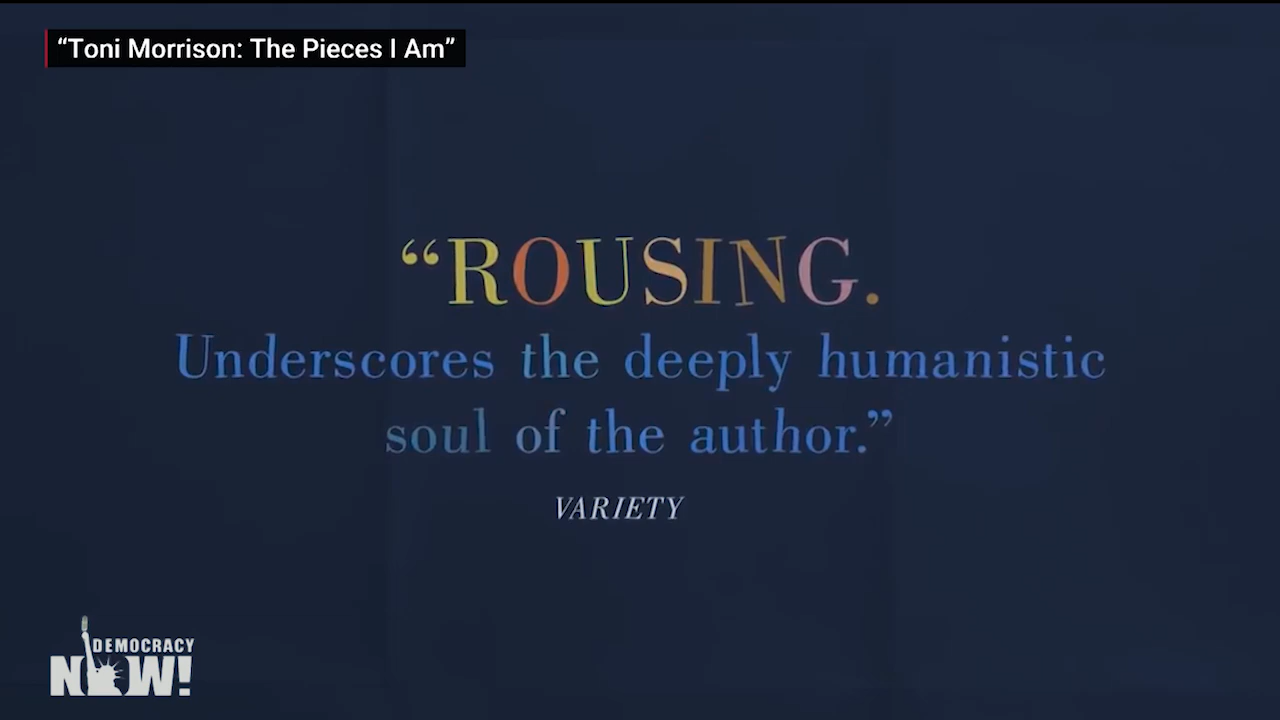 “Toni Morrison: The Pieces I Am”
“ROUSING.
Underscores the deeply humanistic
soul of the author.”
VARIETY
DEMOCRACY
NOW!